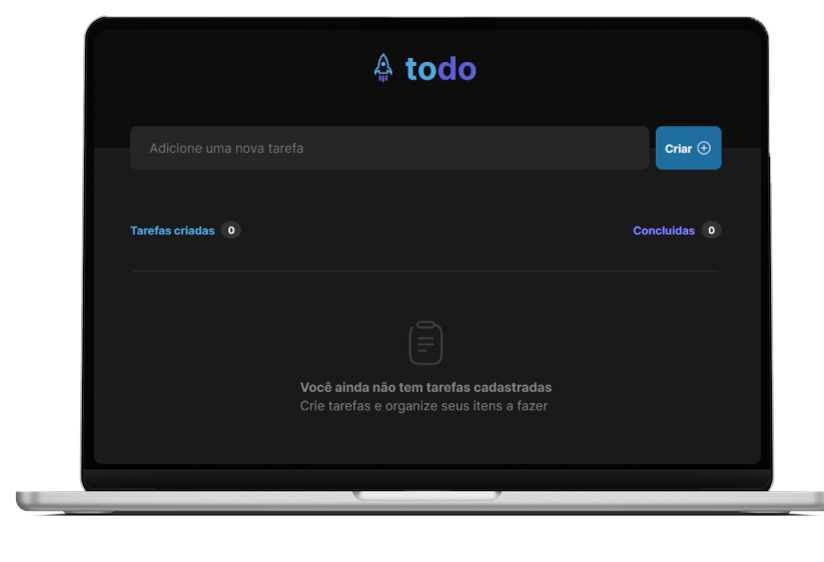 todo
Adicione uma nova tarefa
Criar
Tarefas criadas 0
Concluidas 0
Você ainda não tem tarefas cadastradas
Crie tarefas e organize seus itens a fazer